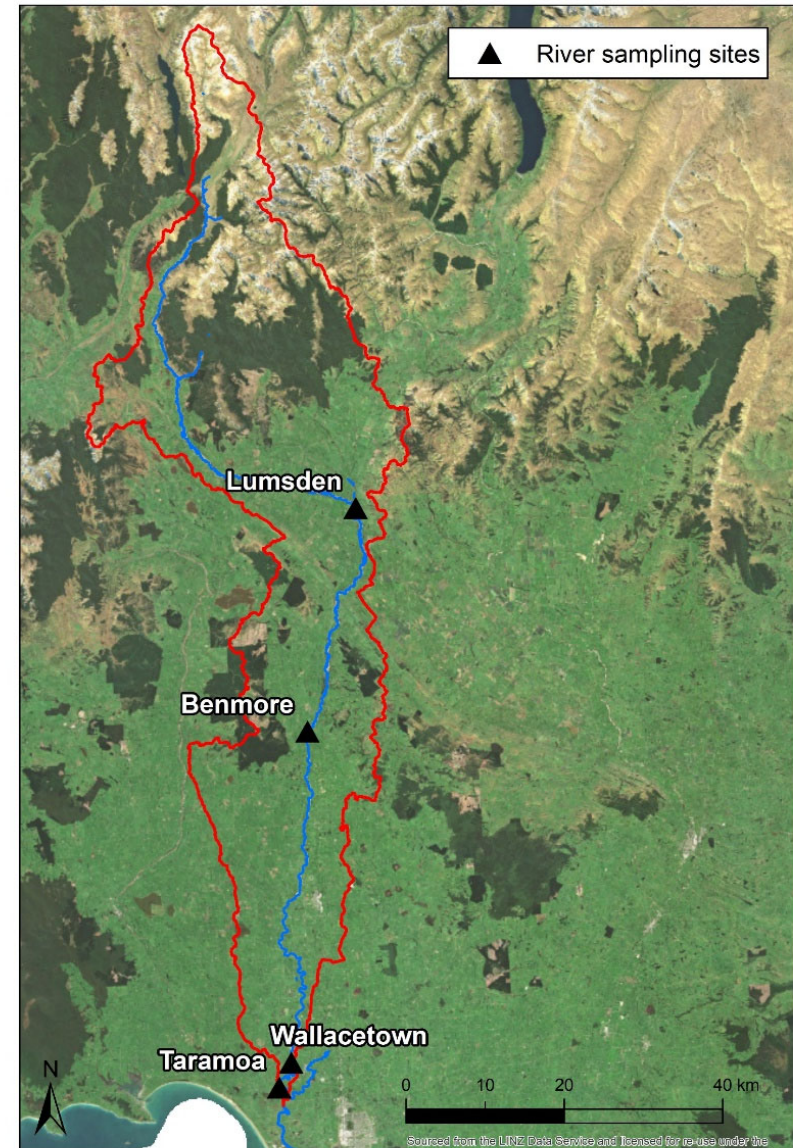 River sampling sites
Lumsden
Benmore
Wallacetown
Taramoa
N
0 10 20 40 km
Sourced from the LINZ Data Service and licensed for re-use under the